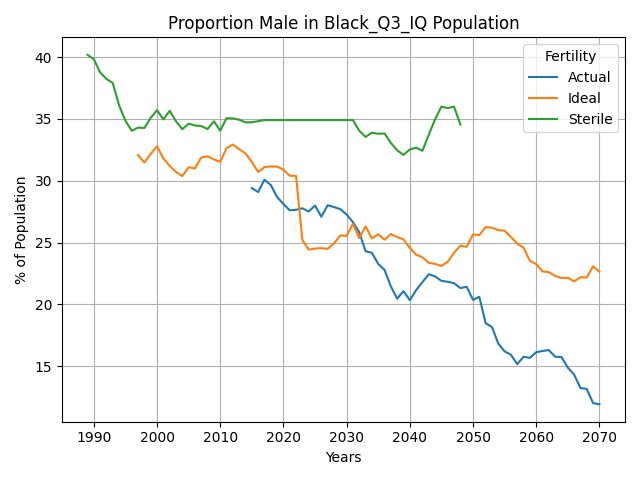 Proportion Male in Black_Q3_IQ Population
Fertility
Actual
Ideal
Sterile
% of Population
40
35
30
25
20
15
1990 2000 2010 2020 2030 2040 2050 2060 2070
Years